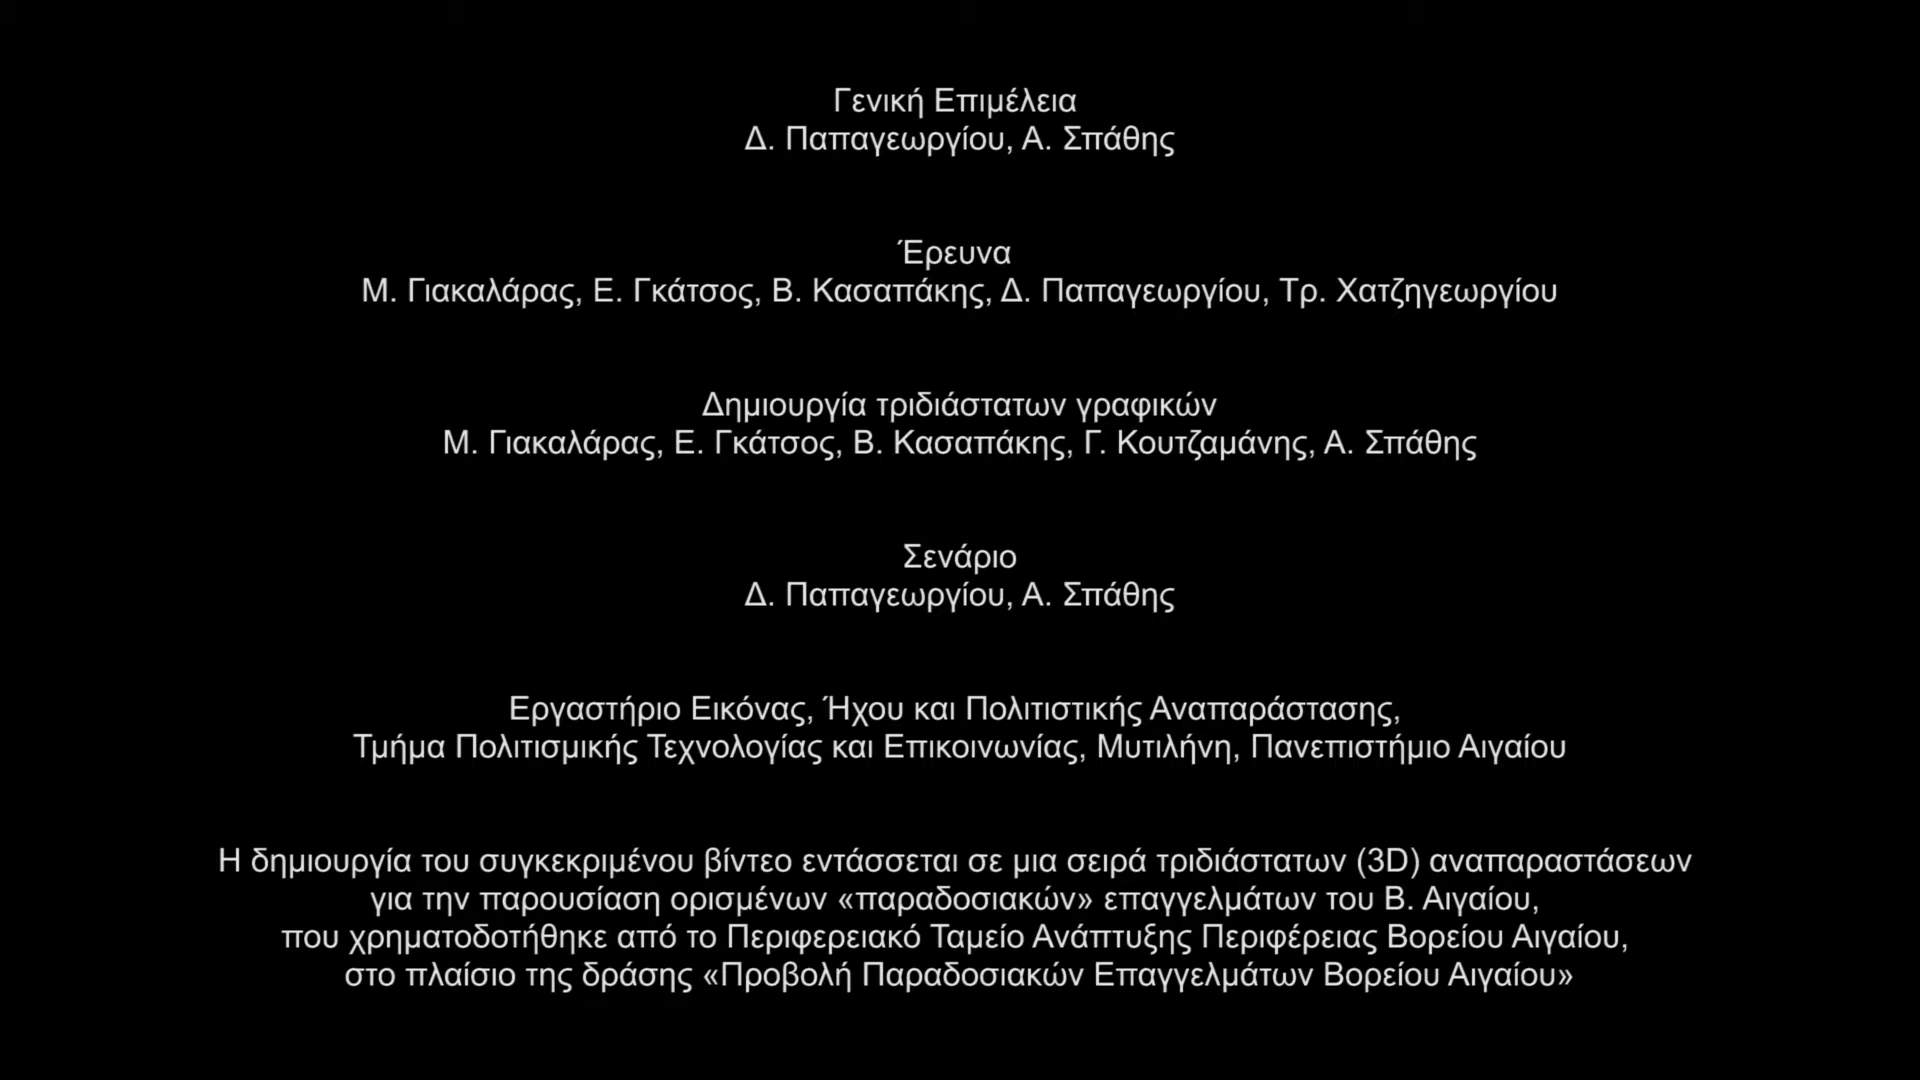 Γενική Επιμέλεια
Δ. Παπαγεωργίου, Α. Σπάθης
Έρευνα
Μ. Γιακαλάρας, Ε. Γκάτσος, Β. Κασαπάκης, Δ. Παπαγεωργίου, Τρ. Χατζηγεωργίου
Δημιουργία τριδιάστατων γραφικών
Μ. Γιακαλάρας, Ε. Γκάτσος, Β. Κασαπάκης, Γ. Κουτζαμάνης, Α. Σπάθης
Σενάριο
Δ. Παπαγεωργίου, Α. Σπάθης
Εργαστήριο Εικόνας, Ήχου και Πολιτιστικής Αναπαράστασης,
Τμήμα Πολιτισμικής Τεχνολογίας και Επικοινωνίας, Μυτιλήνη, Πανεπιστήμιο Αιγαίου
Η δημιουργία του συγκεκριμένου βίντεο εντάσσεται σε μια σειρά τριδιάστατων (3D) αναπαραστάσεων
για την παρουσίαση ορισμένων «παραδοσιακών» επαγγελμάτων του Β. Αιγαίου,
που χρηματοδοτήθηκε από το Περιφερειακό Ταμείο Ανάπτυξης Περιφέρειας Βορείου Αιγαίου,
στο πλαίσιο της δράσης «Προβολή Παραδοσιακών Επαγγελμάτων Βορείου Αιγαίου»